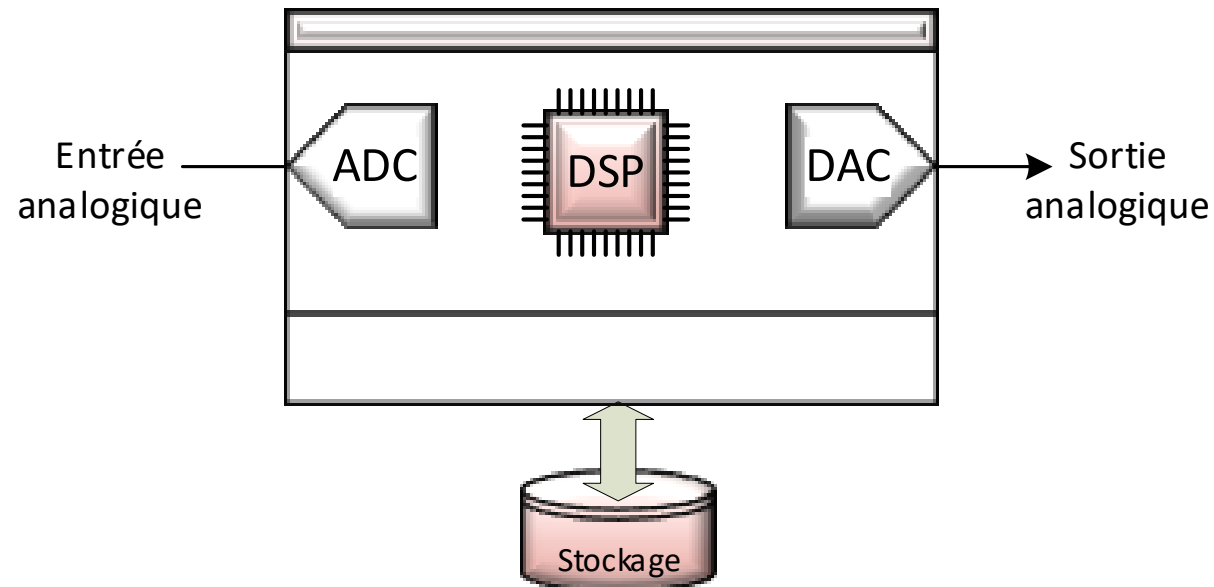 Entrée
analogique
ADC
DSP
DAC
Sortie
analogique
Stockage